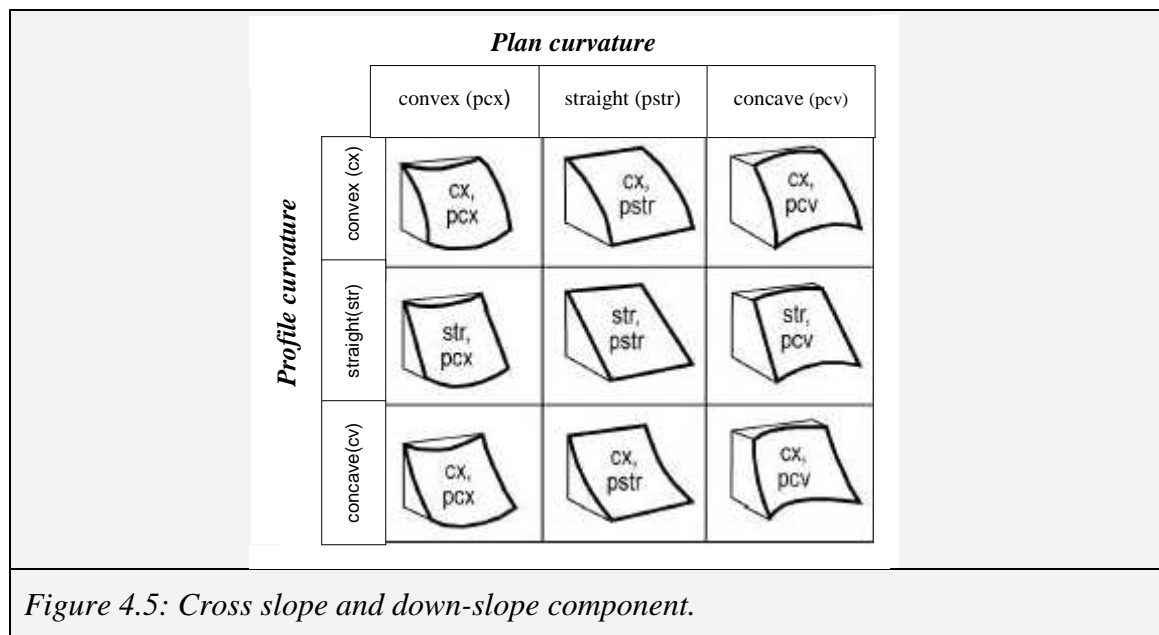 Plan curvature
convex (pcx) straight (pstr) concave (pcv)
Profile curvature
convex (cx)
cx,
pcx
cx,
pstr
cx,
pcv
straight(str)
str,
pcx
str,
pstr
str,
pcv
concave(cv)
cx,
pcx
cx,
pstr
cx,
pcv
Figure 4.5: Cross slope and down-slope component.